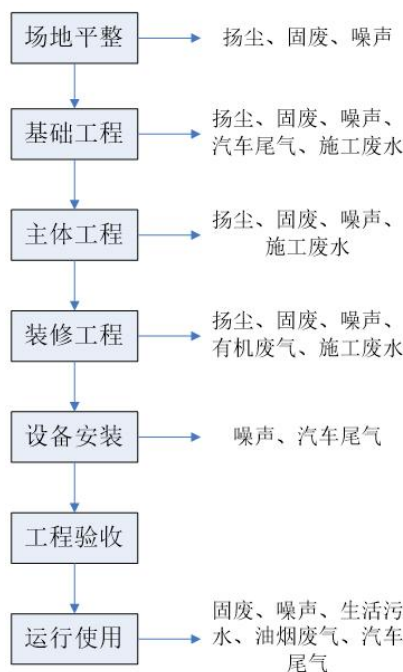 场地平整
扬尘、固废、噪声
基础工程
扬尘、固废、噪声、
汽车尾气、施工废水
主体工程
扬尘、固废、噪声、
施工废水
装修工程
扬尘、固废、噪声、
有机废气、施工废水
设备安装
噪声、汽车尾气
工程验收
运行使用
固废、噪声、生活污
水、油烟废气、汽车
尾气